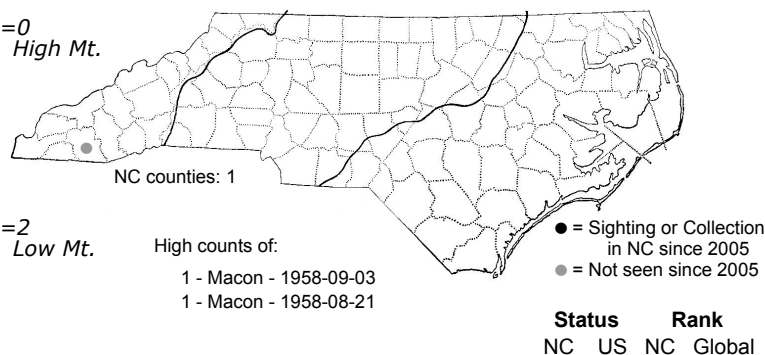 =0
High Mt.
NC counties: 1
=2
Low Mt.
High counts of:
1 - Macon - 1958-09-03
1 - Macon - 1958-08-21
● = Sighting or Collection
in NC since 2005
● = Not seen since 2005
Status Rank
NC US NC Global